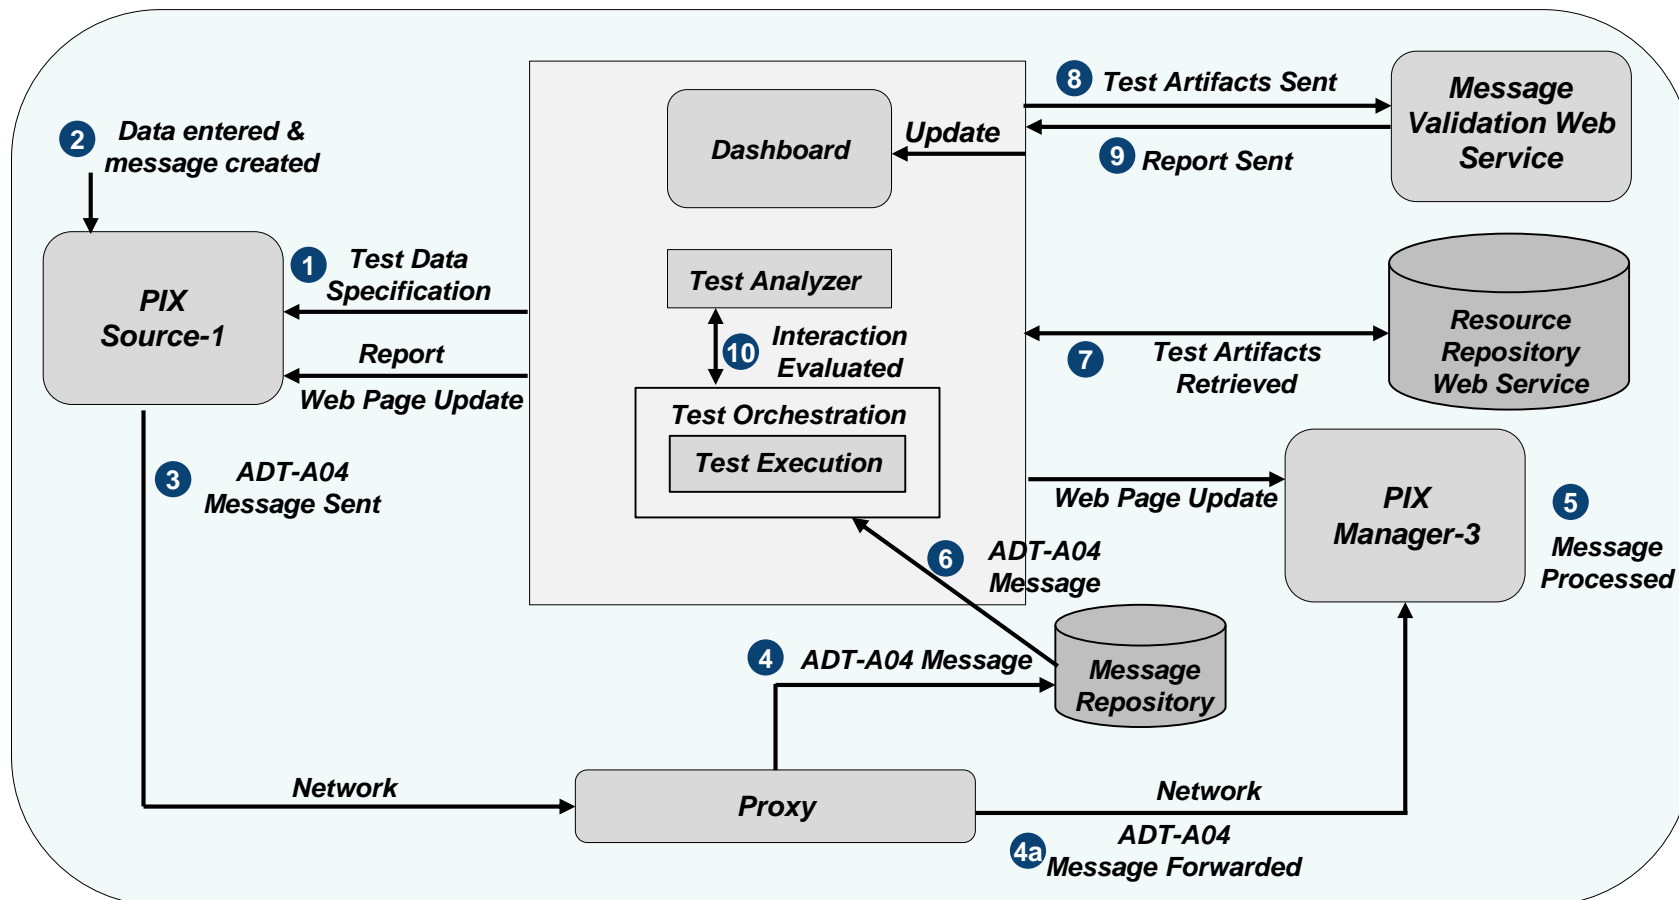 2
Data entered &
message created
PIX
Source-1
1
Test Data
Specification
Report
Web Page Update
3
ADT-A04
Message Sent
Dashboard
Update
Test Analyzer
10
Interaction
Evaluated
Test Orchestration
Test Execution
8
Test Artifacts Sent
9
Report Sent
Message
Validation Web
Service
7
Test Artifacts
Retrieved
Resource
Repository
Web Service
Web Page Update
PIX
Manager-3
5
Message
Processed
6
ADT-A04
Message
4
ADT-A04 Message
Message
Repository
Network
Proxy
Network
4a
ADT-A04
Message Forwarded